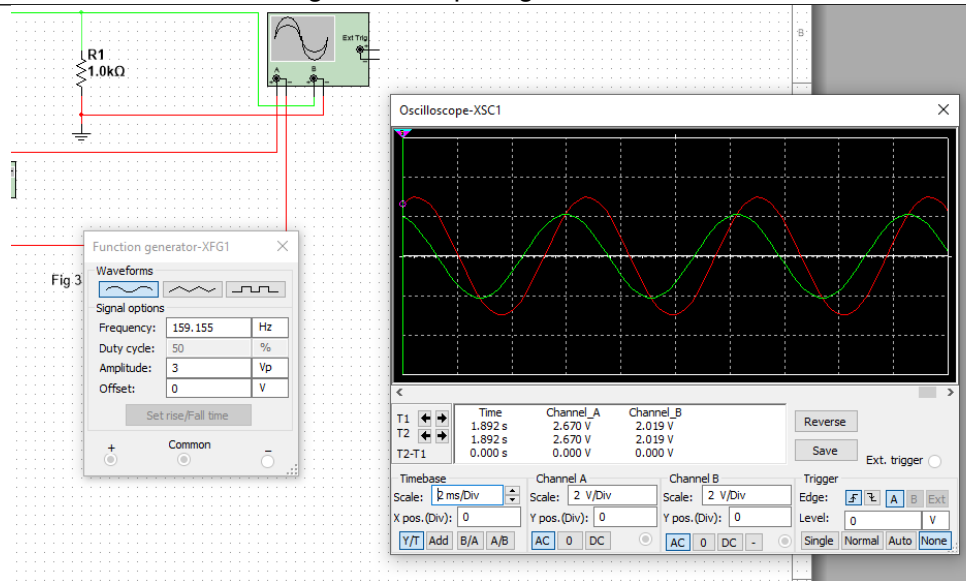 B
R1
1.0kΩ
Ext Trig
A
B
Fig 3
Function generator-XFG1
Waveforms
Signal options
Frequency: 159.155 Hz
Duty cycle: 50 %
Amplitude: 3 Vp
Offset: 0 V
Set rise/Fall time
+ Common -
Oscilloscope-XSC1
Time Channel_A Channel_B
T1 1.892 s 2.670 V 2.019 V
T2 1.892 s 2.670 V 2.019 V
T2-T1 0.000 s 0.000 V 0.000 V
Reverse
Save
Ext. trigger
Timebase
Scale: 2 ms/Div
X pos.(Div): 0
Y/T Add B/A A/B
Channel A
Scale: 2 V/Div
Y pos.(Div): 0
AC 0 DC
Channel B
Scale: 2 V/Div
Y pos.(Div): 0
AC 0 DC -
Trigger
Edge: A B Ext
Level: 0 V
Single Normal Auto None